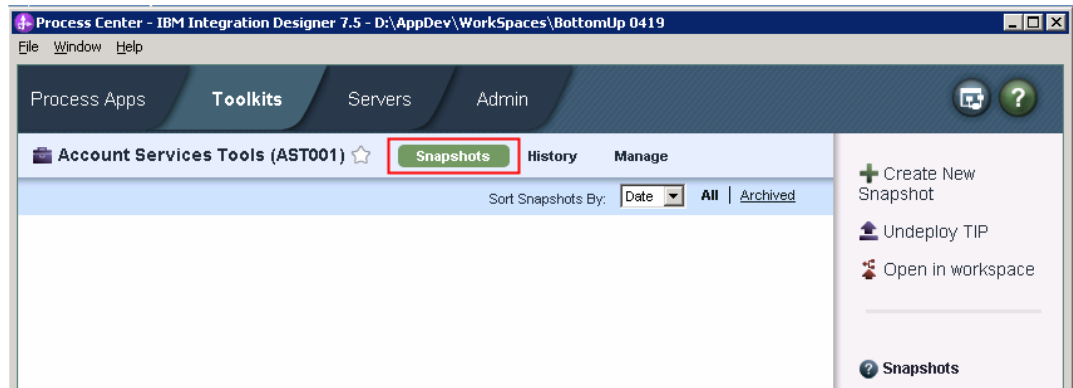 Process Center - IBM Integration Designer 7.5 - D:\AppDev\WorkSpaces\BottomUp 0419
File Window Help
Process Apps Toolkits Servers Admin ?
Account Services Tools (AST001) Snapshots History Manage
Sort Snapshots By: Date All | Archived
Create New
Snapshot
Undeploy TIP
Open in workspace
? Snapshots